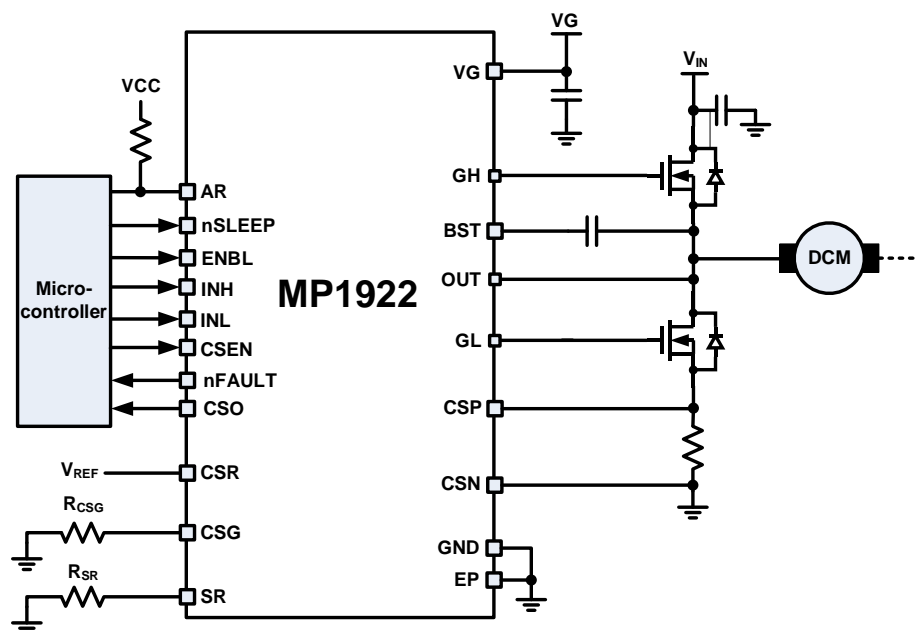 VG
VG
VIN
VCC
GH
AR
nSLEEP
BST
ENBL
DCM
Micro-
controller
INH
MP1922
OUT
INL
GL
CSEN
nFAULT
CSO
CSP
VREF
CSR
CSN
RCSG
CSG
GND
RSR
EP
SR